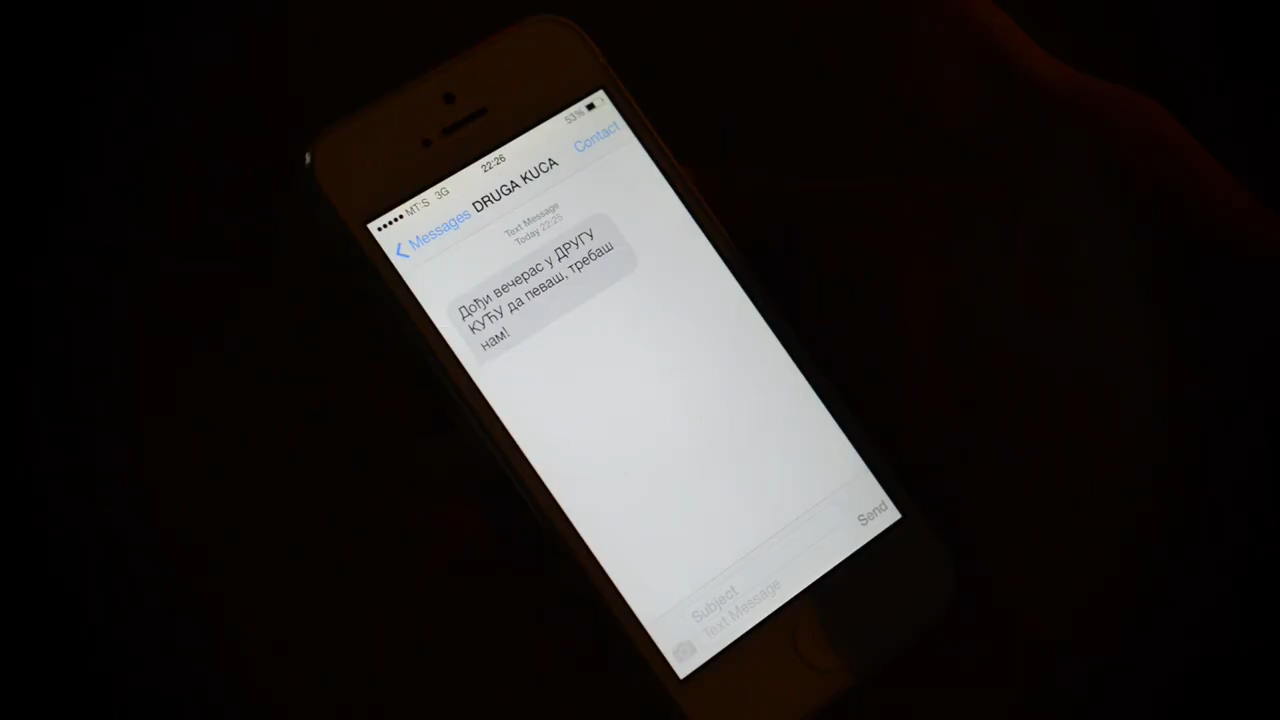 MT:S 3G 22:26 53%
Messages DRUGA KUCA Contact
Text Message
Today 22:25
Дођи вечерас у ДРУГУ
КУЋУ да певаш, требаш
нам!
Subject
Text Message Send